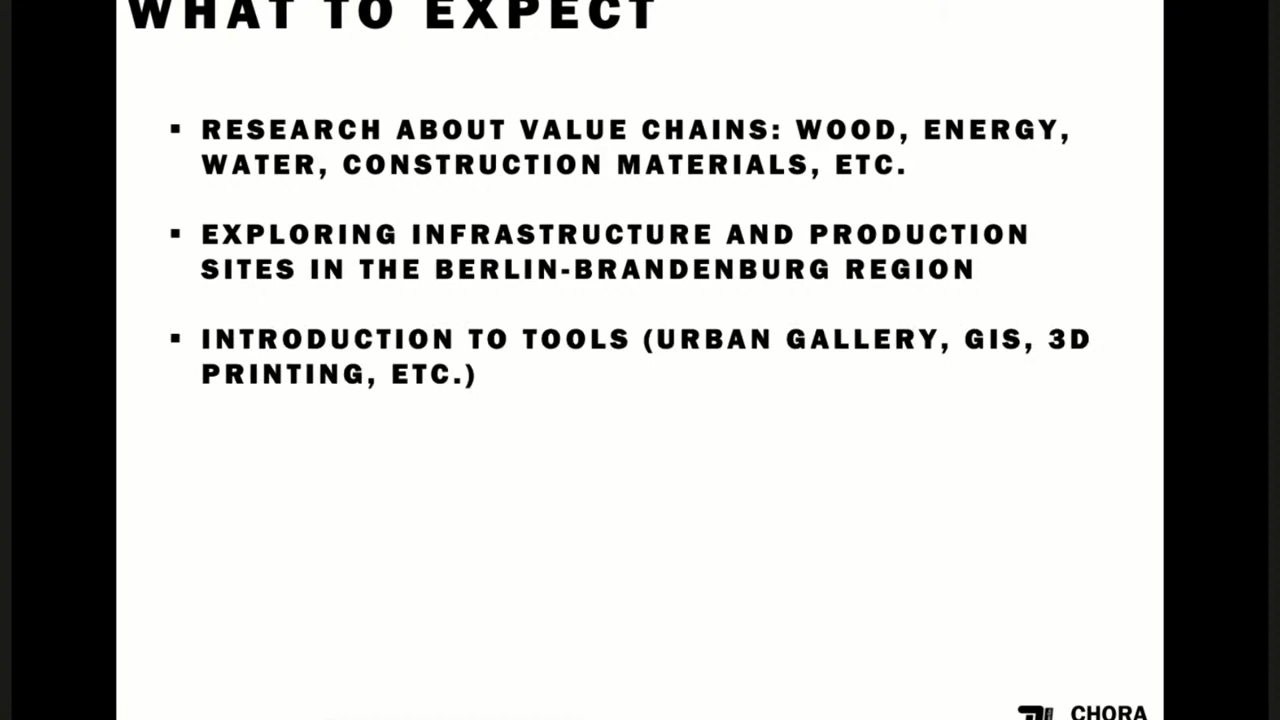 WHAT TO EXPECT
▪ RESEARCH ABOUT VALUE CHAINS: WOOD, ENERGY,
WATER, CONSTRUCTION MATERIALS, ETC.
▪ EXPLORING INFRASTRUCTURE AND PRODUCTION
SITES IN THE BERLIN-BRANDENBURG REGION
▪ INTRODUCTION TO TOOLS (URBAN GALLERY, GIS, 3D
PRINTING, ETC.)
CHORA